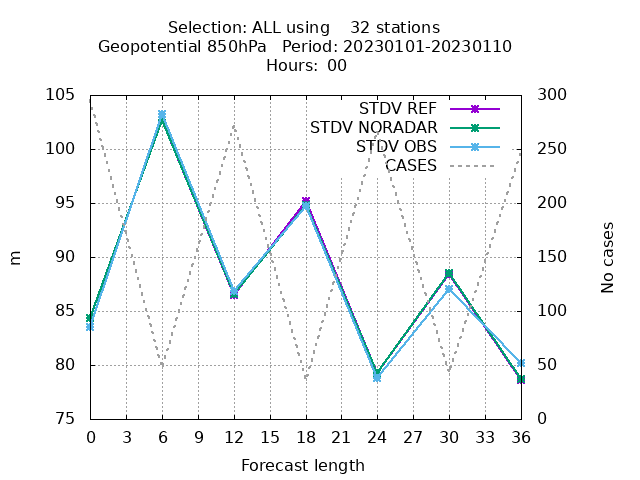 Selection: ALL using    32 stations
Geopotential 850hPa   Period: 20230101-20230110
Hours:  00
105
300
STDV REF
STDV NORADAR
STDV OBS
CASES
100
250
95
200
90
150
85
100
80
50
75
0
m
No cases
0 3 6 9 12 15 18 21 24 27 30 33 36
Forecast length